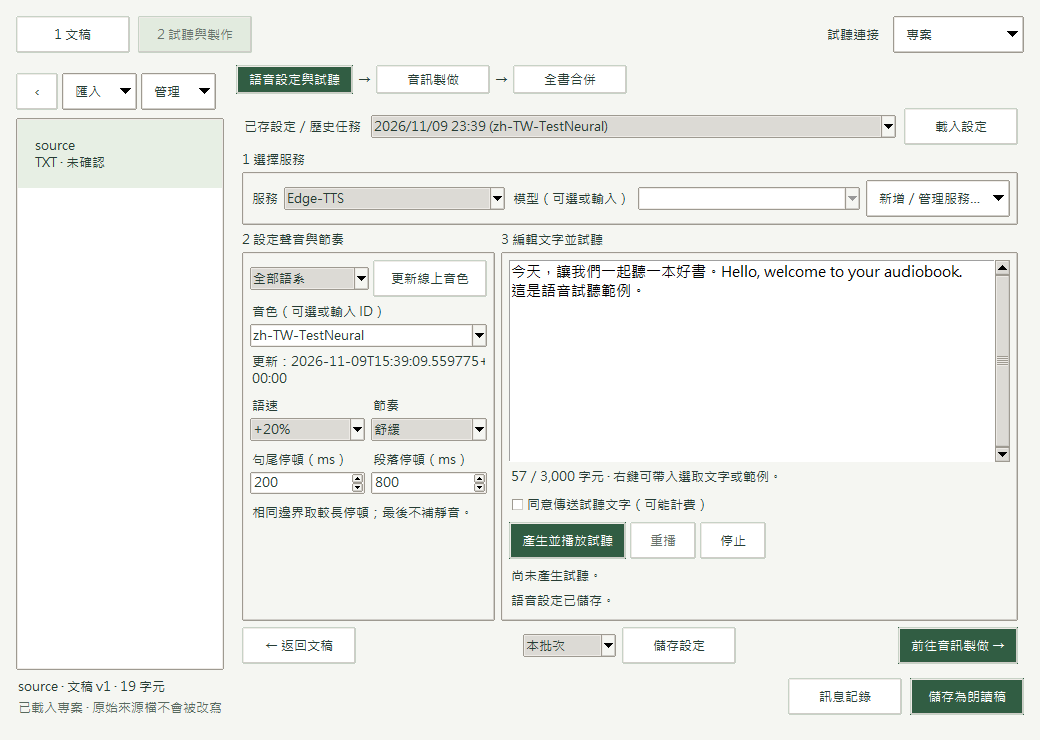 1 文稿
2 試聽與製作
試聽連接
專案
‹
匯入
管理
語音設定與試聽
→
音訊製做
→
全書合併
source
TXT · 未確認
已存設定 / 歷史任務
2026/11/09 23:39 (zh-TW-TestNeural)
載入設定
1 選擇服務
服務
Edge-TTS
模型（可選或輸入）
新增 / 管理服務...
2 設定聲音與節奏
3 編輯文字並試聽
全部語系
更新線上音色
音色（可選或輸入 ID）
zh-TW-TestNeural
更新：2026-11-09T15:39:09.559775+
00:00
語速
節奏
+20%
舒緩
句尾停頓（ms）
段落停頓（ms）
200
800
相同邊界取較長停頓；最後不補靜音。
今天，讓我們一起聽一本好書。Hello, welcome to your audiobook.
這是語音試聽範例。
57 / 3,000 字元 · 右鍵可帶入選取文字或範例。
同意傳送試聽文字（可能計費）
產生並播放試聽
重播
停止
尚未產生試聽。
語音設定已儲存。
← 返回文稿
本批次
儲存設定
前往音訊製做 →
source · 文稿 v1 · 19 字元
已載入專案 · 原始來源檔不會被改寫
訊息記錄
儲存為朗讀稿